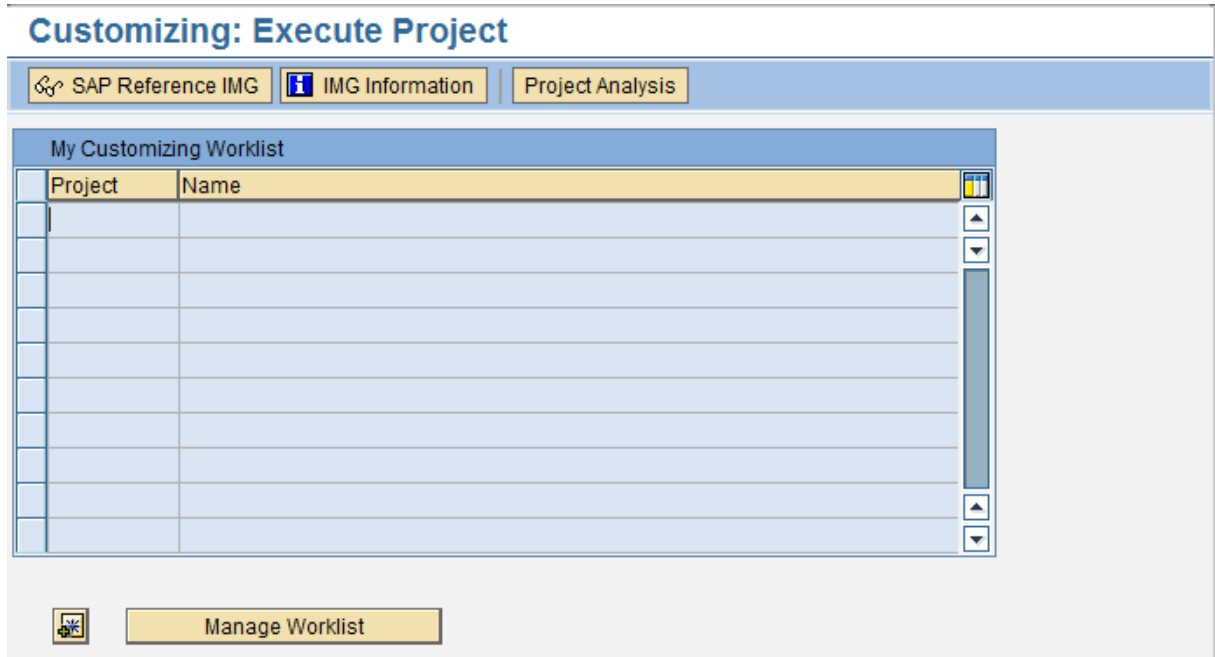 Customizing: Execute Project
SAP Reference IMG IMG Information Project Analysis
My Customizing Worklist
Project Name
Manage Worklist